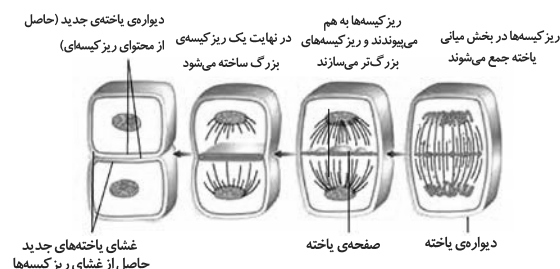 ریزکیسه‌ها در بخش میانی
یاخته جمع می‌شوند
ریزکیسه‌ها به هم
می‌پیوندند و ریزکیسه‌های
بزرگ‌تر می‌سازند
در نهایت یک ریزکیسه‌ی
بزرگ ساخته می‌شود
دیواره‌ی یاخته‌ی جدید (حاصل
از محتوای ریزکیسه‌ای)
دیواره‌ی یاخته
صفحه‌ی یاخته
غشای یاخته‌های جدید
حاصل از غشای ریزکیسه‌ها